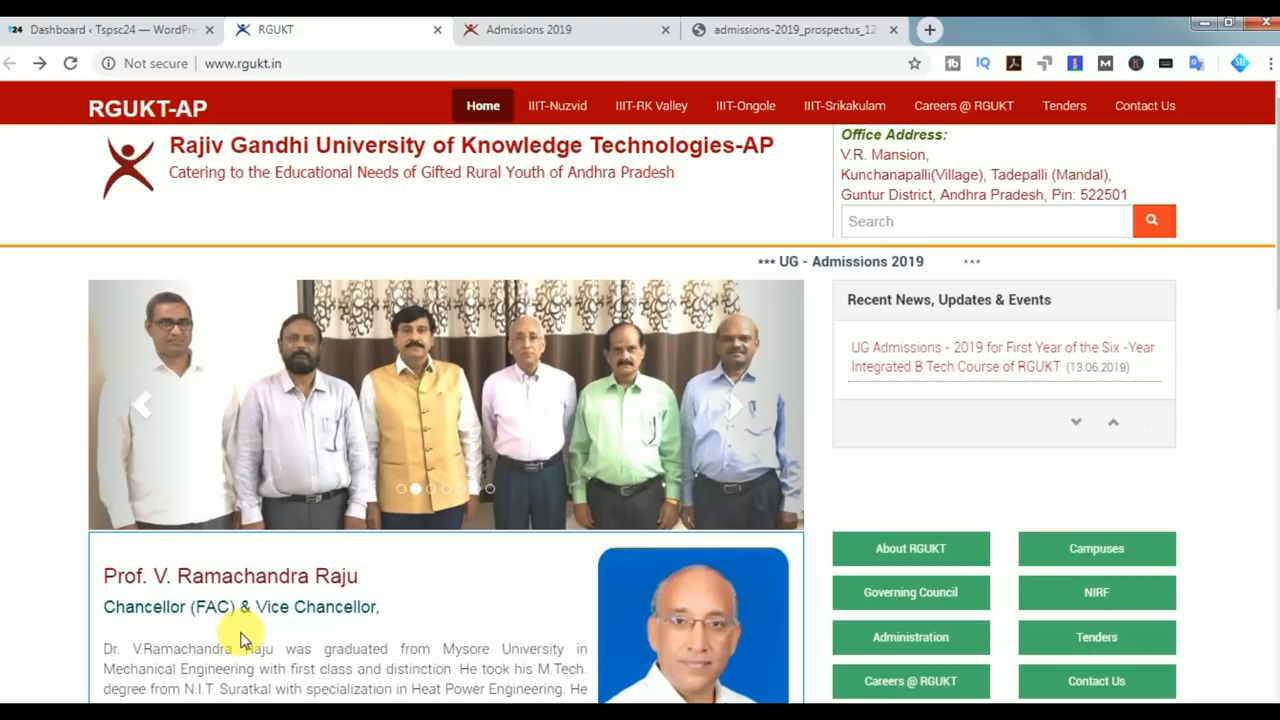 Dashboard ‹ Tspsc24 — WordPre
RGUKT
Admissions 2019
admissions-2019_prospectus_12
Not secure
www.rgukt.in
RGUKT-AP
Home
IIIT-Nuzvid
IIIT-RK Valley
IIIT-Ongole
IIIT-Srikakulam
Careers @ RGUKT
Tenders
Contact Us
Rajiv Gandhi University of Knowledge Technologies-AP
Catering to the Educational Needs of Gifted Rural Youth of Andhra Pradesh
Office Address:
V.R. Mansion,
Kunchanapalli(Village), Tadepalli (Mandal),
Guntur District, Andhra Pradesh, Pin: 522501
Search
*** UG - Admissions 2019 ***
Recent News, Updates & Events
UG Admissions - 2019 for First Year of the Six -Year
Integrated B.Tech Course of RGUKT (13.06.2019)
Prof. V. Ramachandra Raju
Chancellor (FAC) & Vice Chancellor,
Dr. V.Ramachandra Raju was graduated from Mysore University in
Mechanical Engineering with first class and distinction. He took his M.Tech.
degree from N.I.T. Suratkal with specialization in Heat Power Engineering. He
About RGUKT
Campuses
Governing Council
NIRF
Administration
Tenders
Careers @ RGUKT
Contact Us